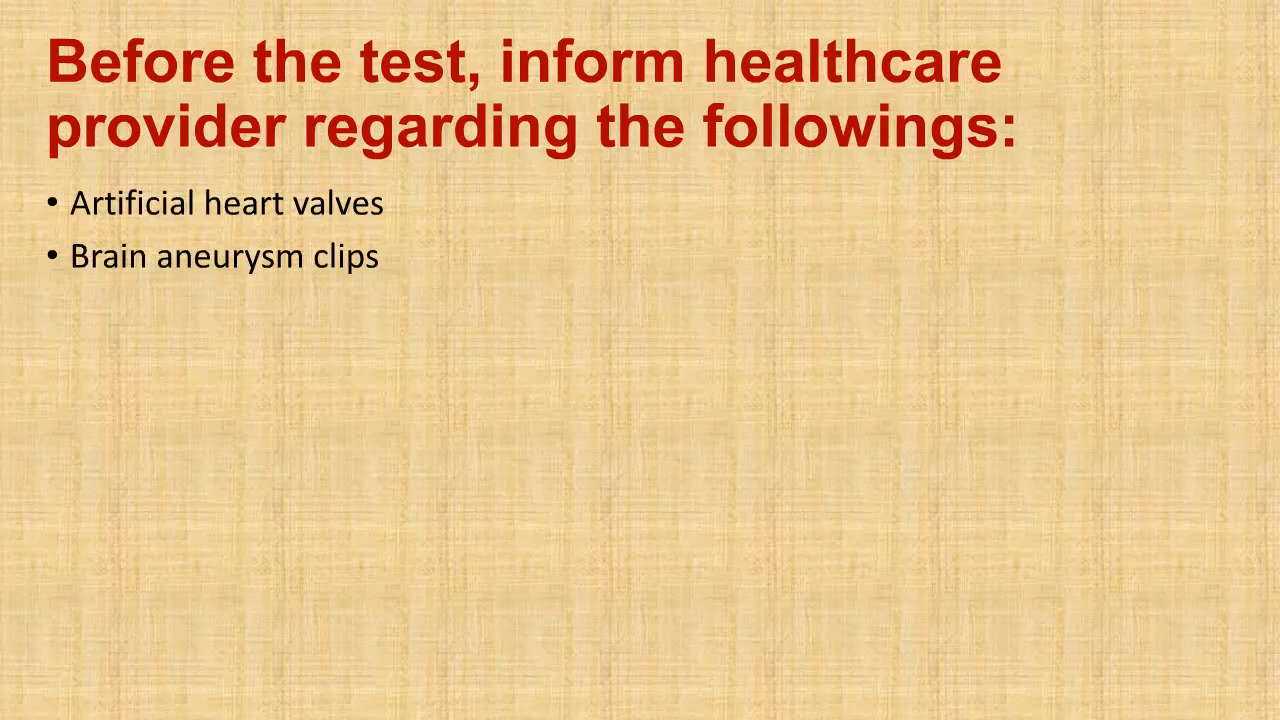 Before the test, inform healthcare
provider regarding the followings:
• Artificial heart valves
• Brain aneurysm clips